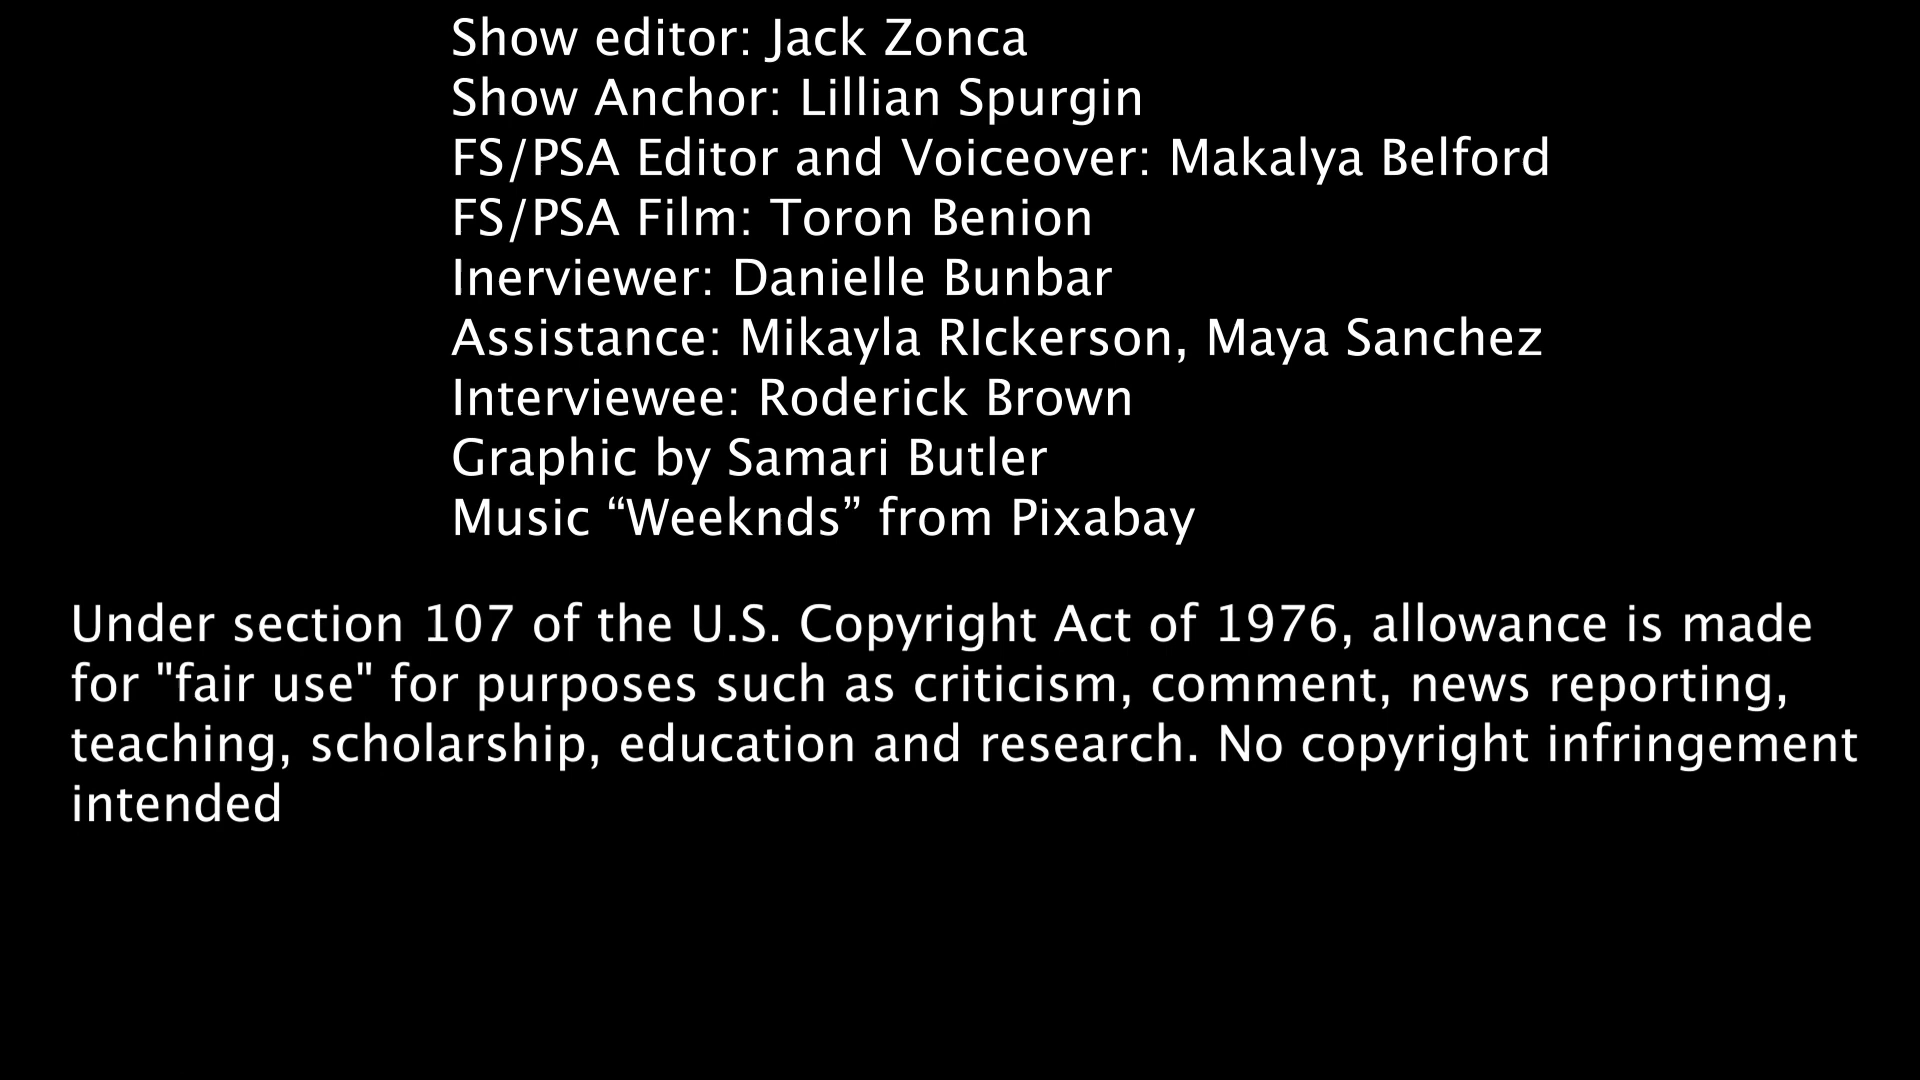 Show editor: Jack Zonca
Show Anchor: Lillian Spurgin
FS/PSA Editor and Voiceover: Makalya Belford
FS/PSA Film: Toron Benion
Inerviewer: Danielle Bunbar
Assistance: Mikayla RIckerson, Maya Sanchez
Interviewee: Roderick Brown
Graphic by Samari Butler
Music “Weeknds” from Pixabay
Under section 107 of the U.S. Copyright Act of 1976, allowance is made
for "fair use" for purposes such as criticism, comment, news reporting,
teaching, scholarship, education and research. No copyright infringement
intended